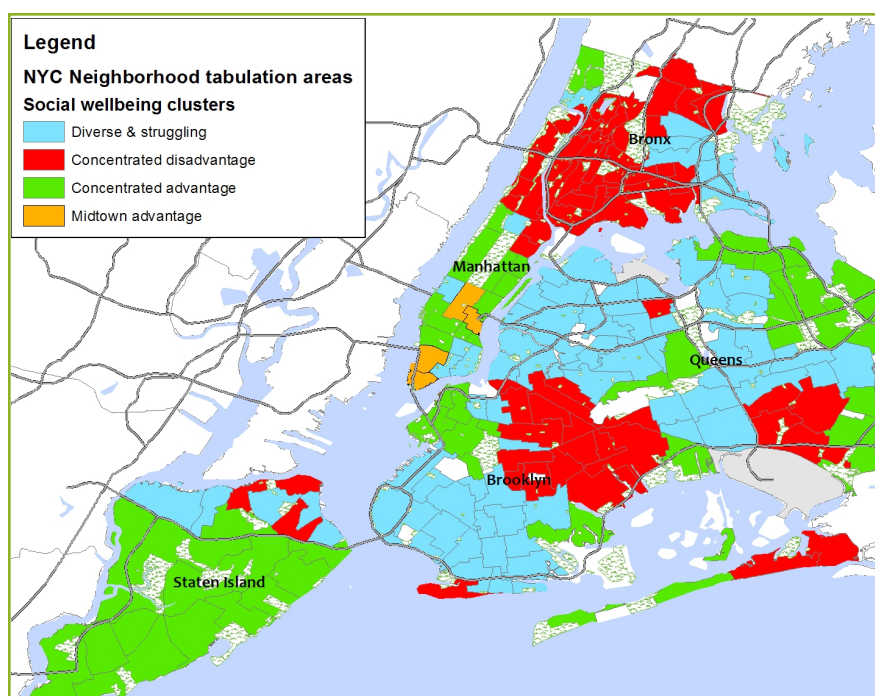 Legend
NYC Neighborhood tabulation areas
Social wellbeing clusters
Diverse & struggling
Concentrated disadvantage
Concentrated advantage
Midtown advantage
Bronx
Manhattan
Queens
Brooklyn
Staten Island